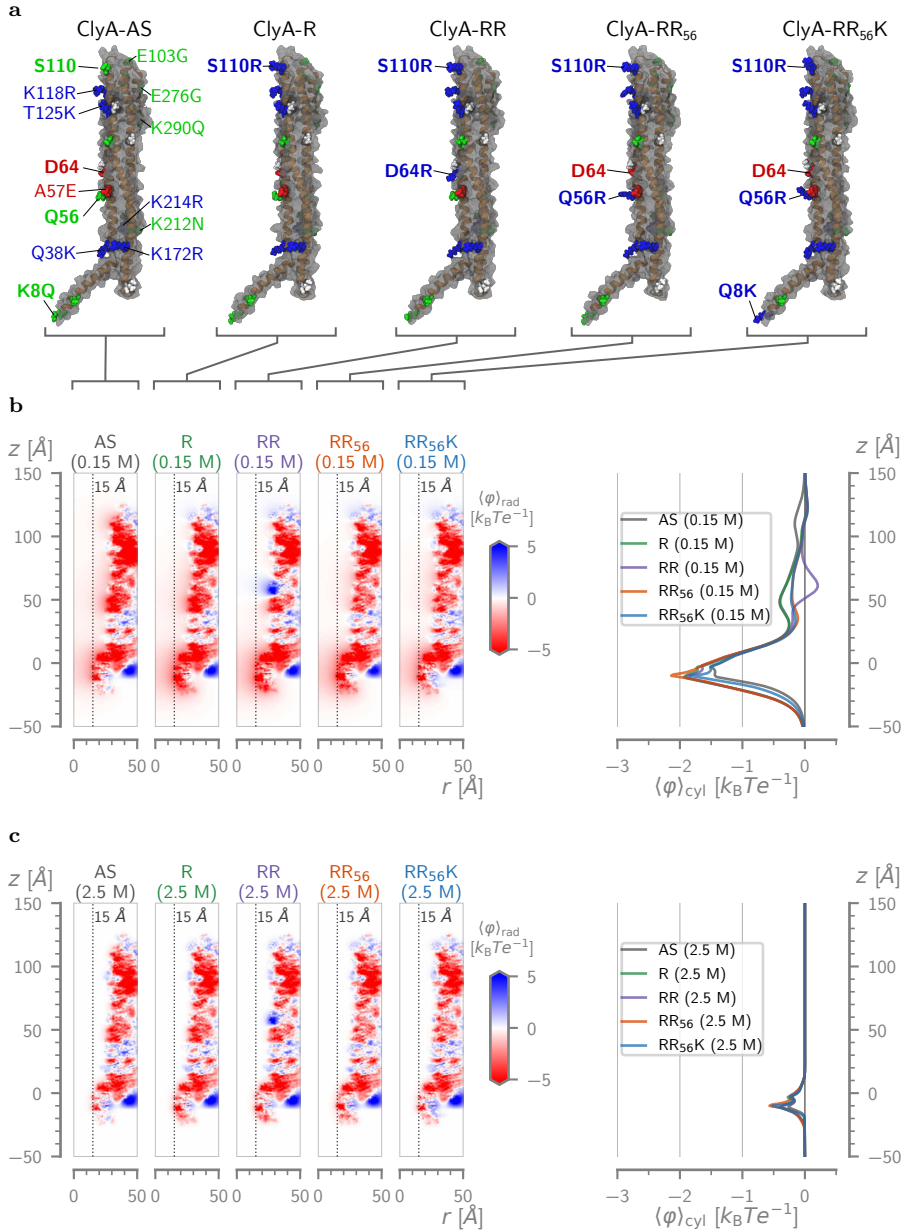 a
ClyA-AS ClyA-R ClyA-RR ClyA-RR₅₆ ClyA-RR₅₆K
S110 E103G S110R S110R S110R S110R
K118R E276G
T125K K290Q
D64 D64R D64 D64
A57E Q56R Q56R
Q56 K214R
K212N
Q38K K172R
K8Q Q8K
b
z [Å] z [Å]
AS R RR RR₅₆ RR₅₆K
(0.15 M) (0.15 M) (0.15 M) (0.15 M) (0.15 M)
150 15 Å 15 Å 15 Å 15 Å 15 Å 150
⟨φ⟩rad
[kBTe⁻¹]
5
0
−5
AS (0.15 M)
R (0.15 M)
RR (0.15 M)
RR₅₆ (0.15 M)
RR₅₆K (0.15 M)
100 100
50 50
0 0
−50 −50
0 50 0 50 0 50 0 50 0 50
r [Å]
−3 −2 −1 0
⟨φ⟩cyl [kBTe⁻¹]
c
z [Å] z [Å]
AS R RR RR₅₆ RR₅₆K
(2.5 M) (2.5 M) (2.5 M) (2.5 M) (2.5 M)
150 15 Å 15 Å 15 Å 15 Å 15 Å 150
⟨φ⟩rad
[kBTe⁻¹]
5
0
−5
AS (2.5 M)
R (2.5 M)
RR (2.5 M)
RR₅₆ (2.5 M)
RR₅₆K (2.5 M)
100 100
50 50
0 0
−50 −50
0 50 0 50 0 50 0 50 0 50
r [Å]
−3 −2 −1 0
⟨φ⟩cyl [kBTe⁻¹]